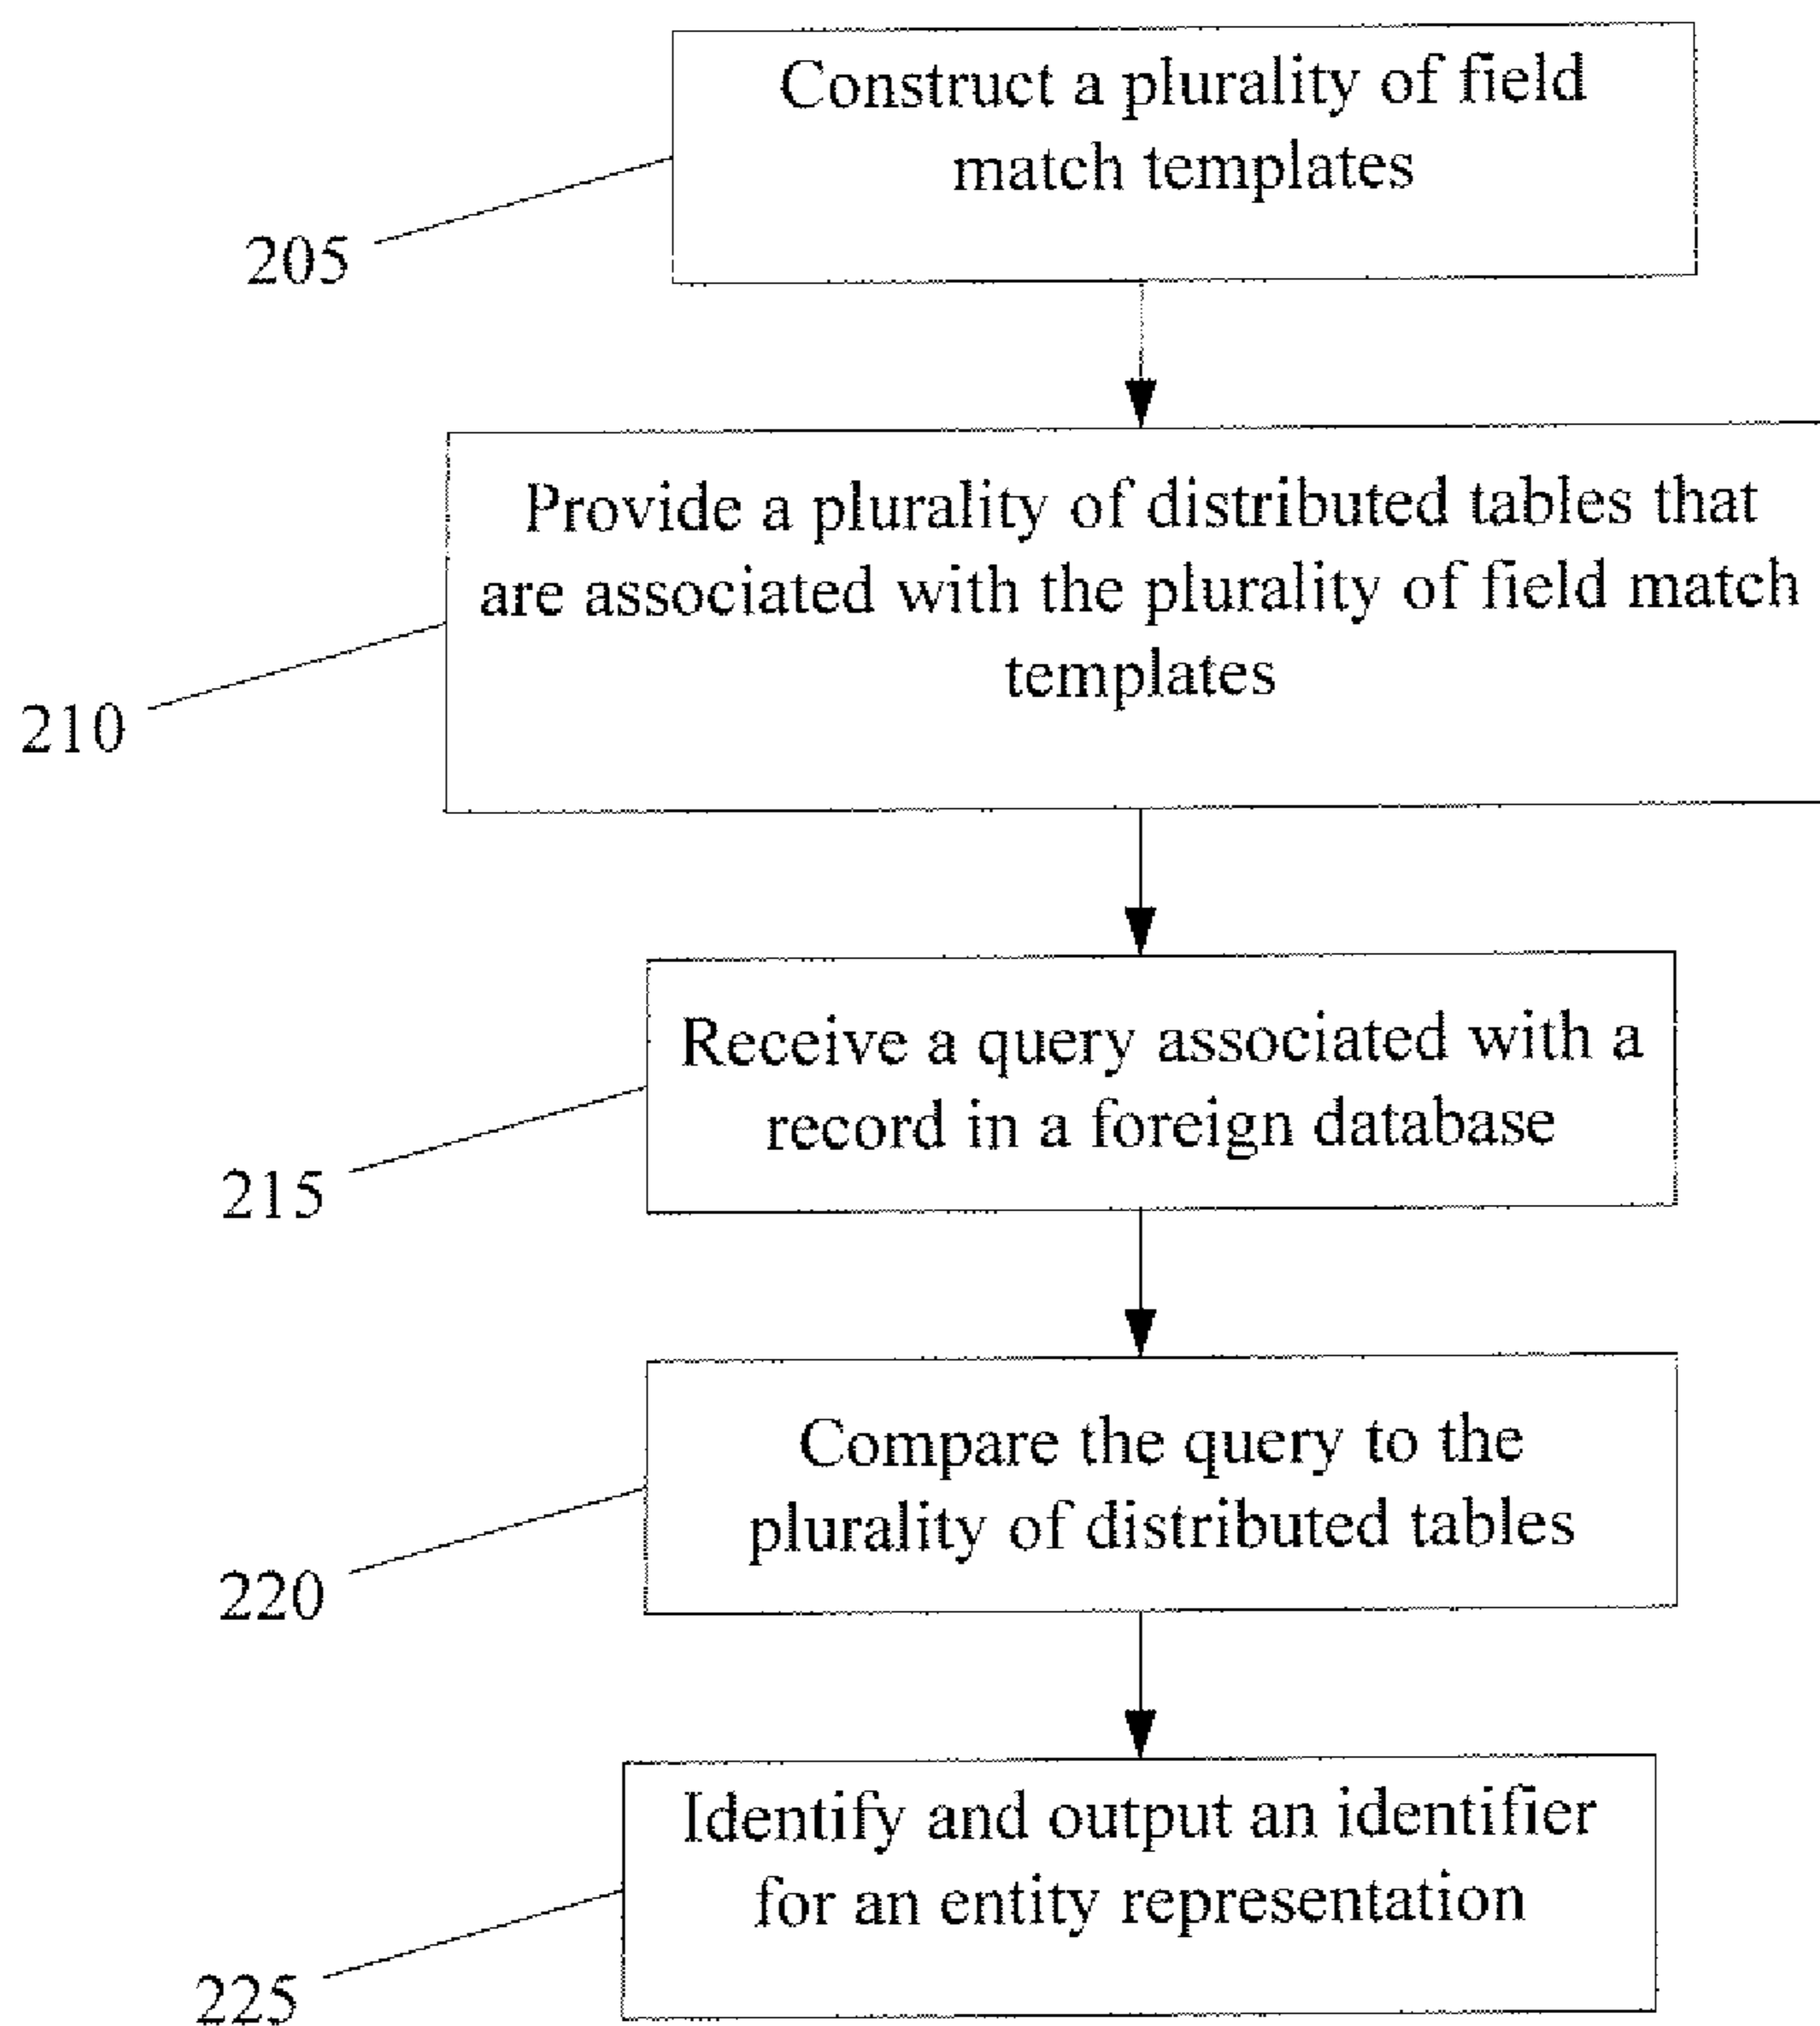 Construct a plurality of field
match templates
205
Provide a plurality of distributed tables that
are associated with the plurality of field match
templates
210
Receive a query associated with a
record in a foreign database
215
Compare the query to the
plurality of distributed tables
220
Identify and output an identifier
for an entity representation
225